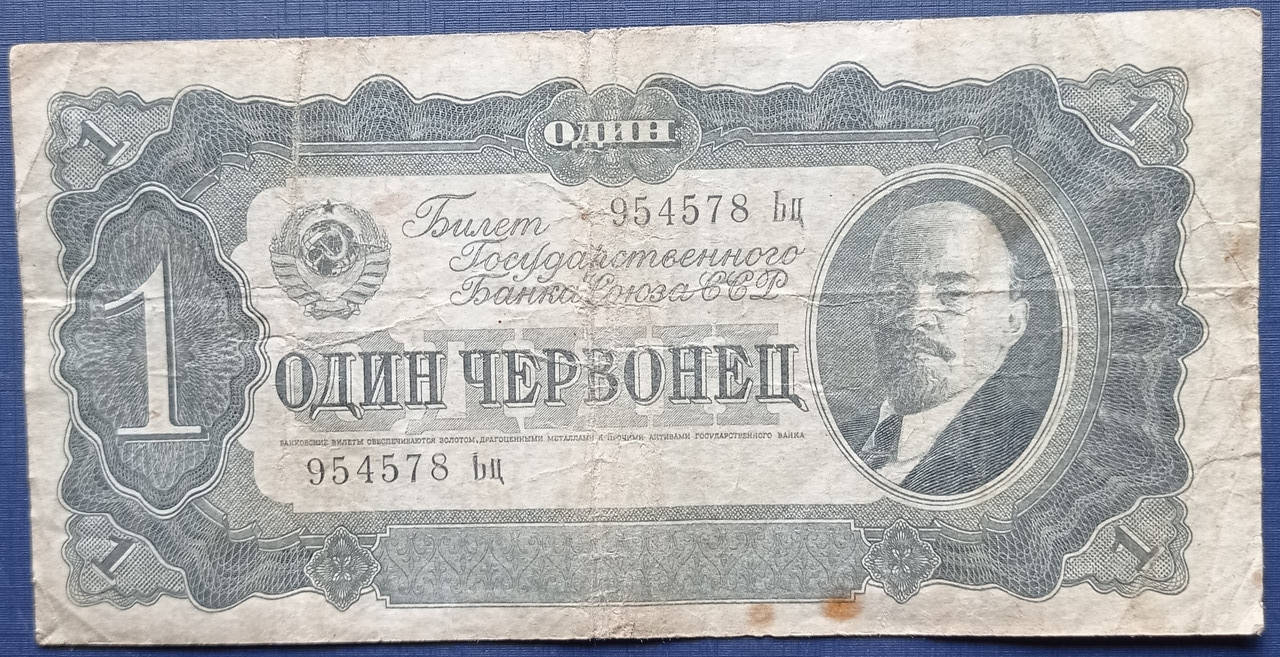 1 ОДИН 1
Билет 954578 Ьц
Государственного
Банка Союза ССР
1
ОДИН ЧЕРВОНЕЦ
БАНКОВСКИЕ БИЛЕТЫ ОБЕСПЕЧИВАЮТСЯ ЗОЛОТОМ, ДРАГОЦЕННЫМИ МЕТАЛЛАМИ И ПРОЧИМИ АКТИВАМИ ГОСУДАРСТВЕННОГО БАНКА
954578 Ьц
1 1